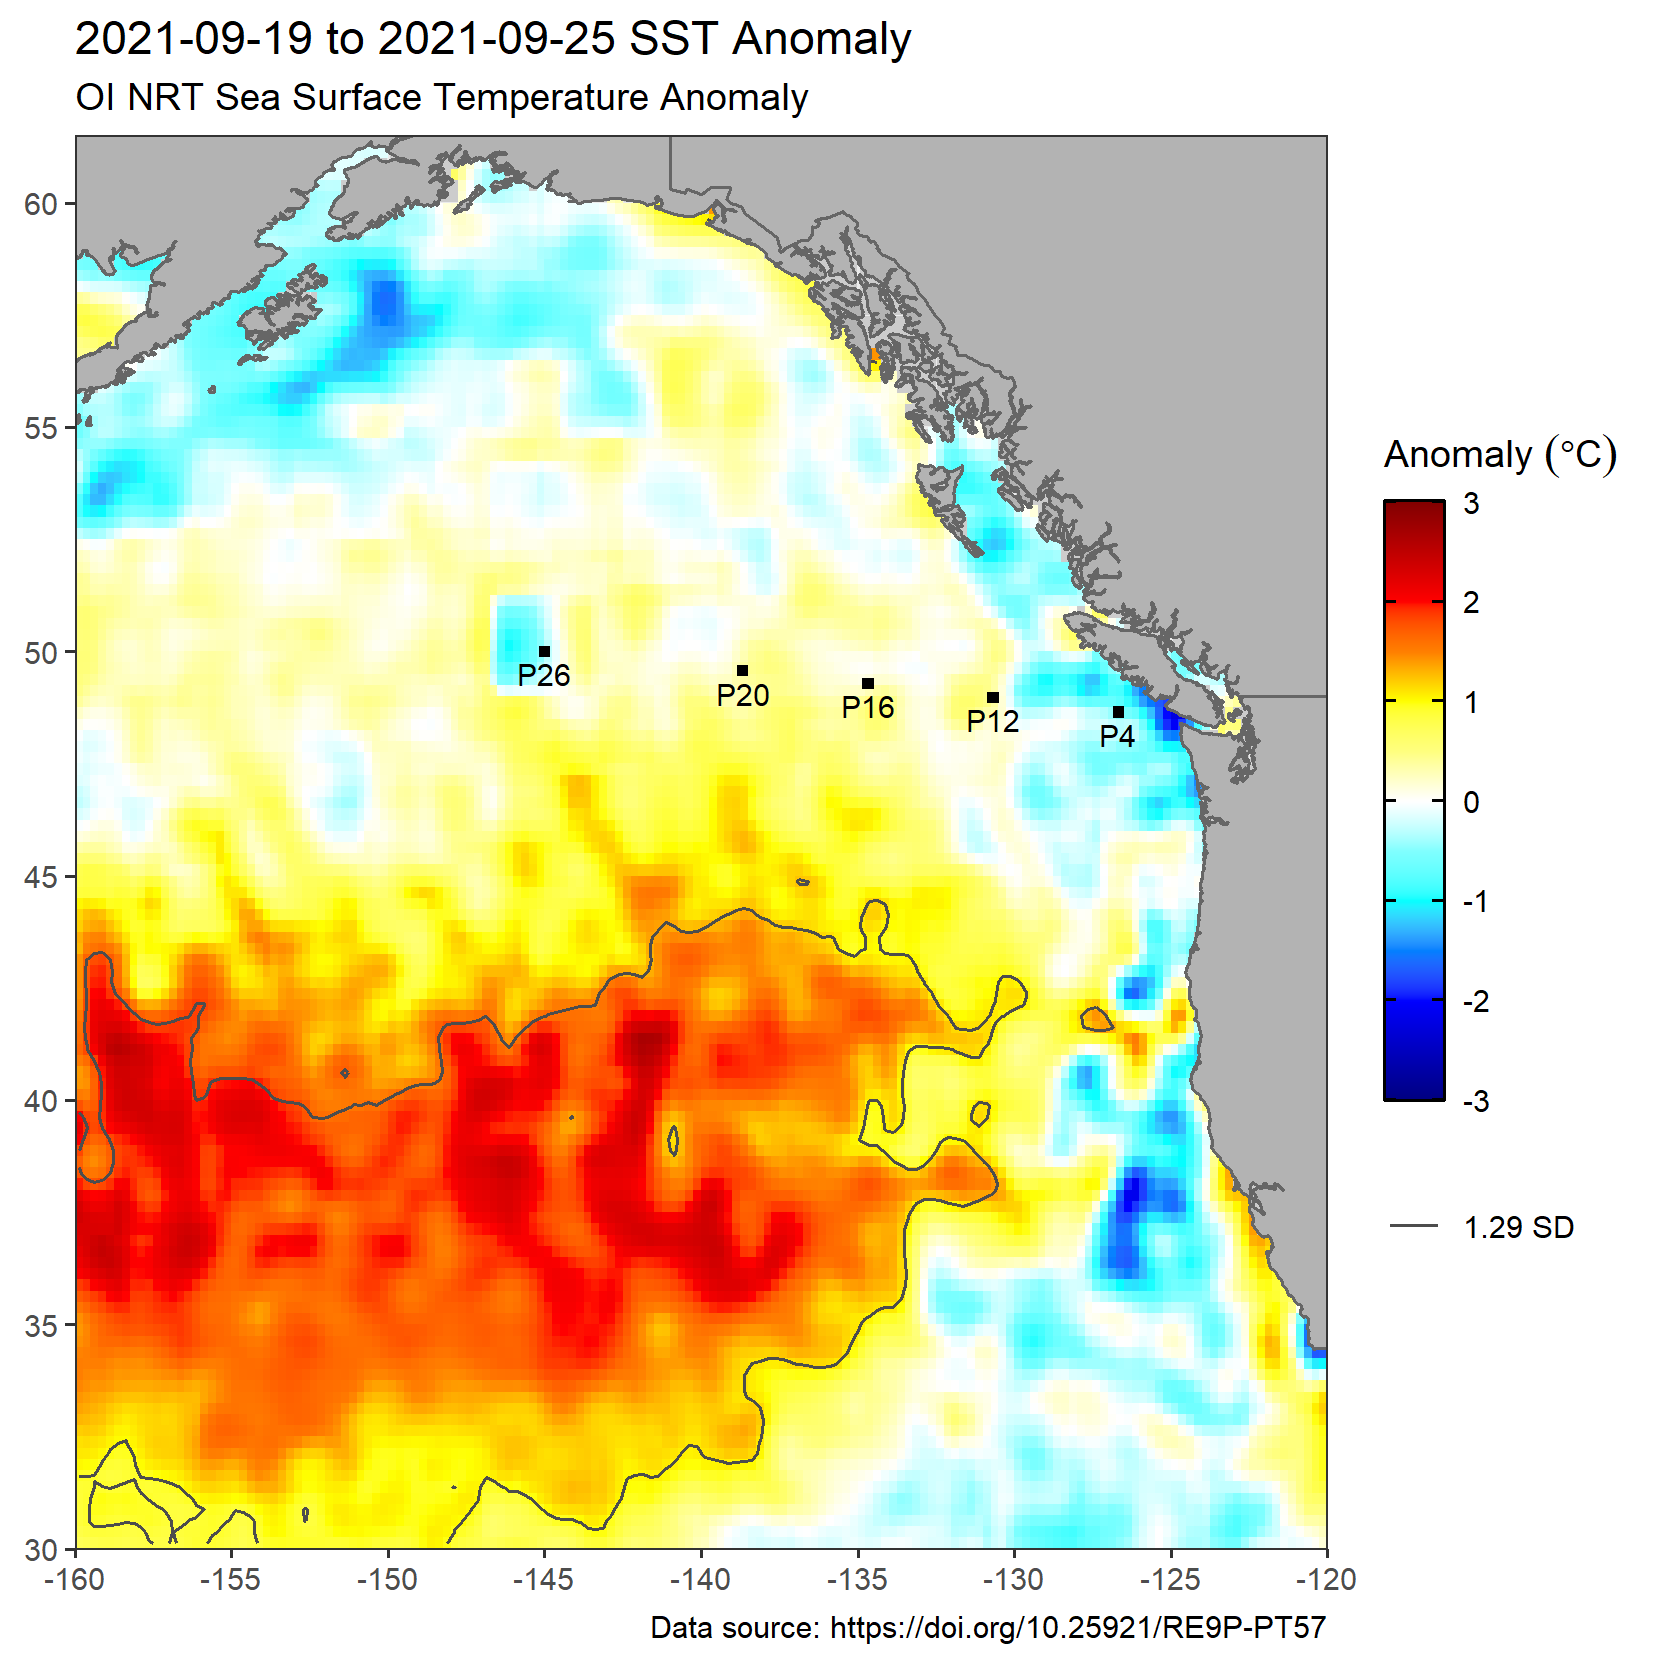 2021-09-19 to 2021-09-25 SST Anomaly
OI NRT Sea Surface Temperature Anomaly
60
55
50
45
40
35
30
-160
-155
-150
-145
-140
-135
-130
-125
-120
P26
P20
P16
P12
P4
Anomaly (°C)
3
2
1
0
-1
-2
-3
1.29 SD
Data source: https://doi.org/10.25921/RE9P-PT57